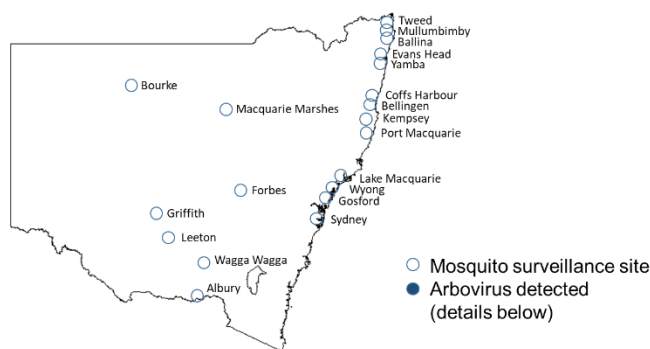 Tweed
Mullumbimby
Ballina
Evans Head
Yamba
Bourke
Coffs Harbour
Macquarie Marshes
Bellingen
Kempsey
Port Macquarie
Lake Macquarie
Forbes
Wyong
Gosford
Griffith
Sydney
Leeton
Wagga Wagga
Albury
Mosquito surveillance site
Arbovirus detected
(details below)